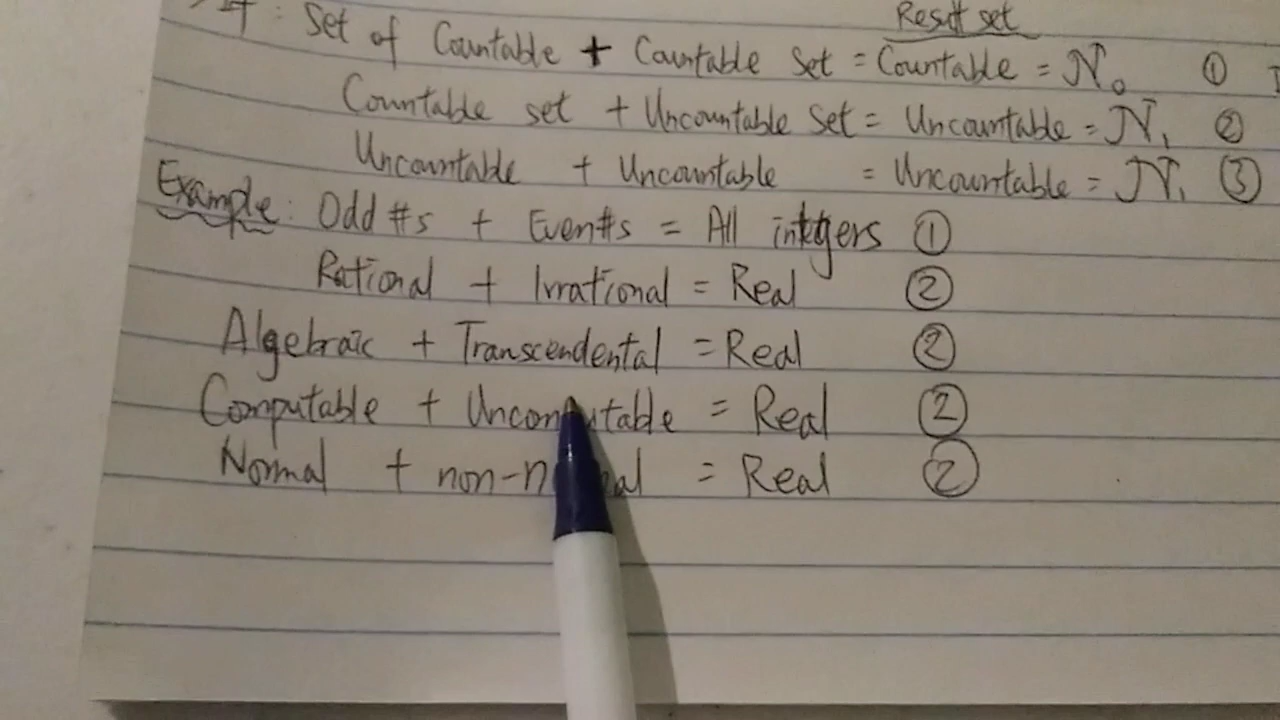 Result set
If: Set of Countable + Countable set = Countable = ℵ₀ ①
Countable set + Uncountable set = Uncountable = ℵ₁ ②
Uncountable + Uncountable = Uncountable = ℵ₁ ③
Example: Odd #s + Even#s = All integers ①
Rational + Irrational = Real ②
Algebraic + Transcendental = Real ②
Computable + Uncomputable = Real ②
Normal + non-normal = Real ②